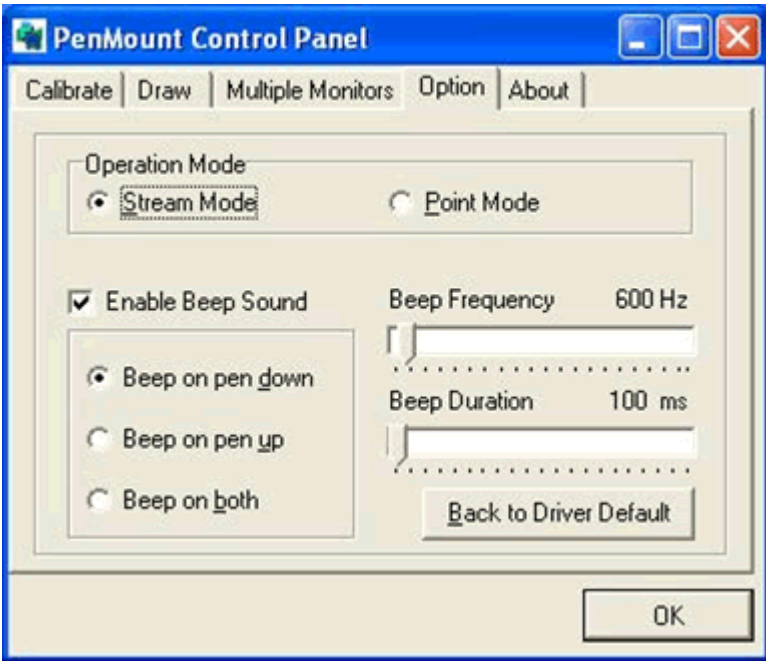 PenMount Control Panel
Calibrate Draw Multiple Monitors Option About
Operation Mode
Stream Mode Point Mode
Enable Beep Sound
Beep on pen down
Beep on pen up
Beep on both
Beep Frequency 600 Hz
Beep Duration 100 ms
Back to Driver Default
OK